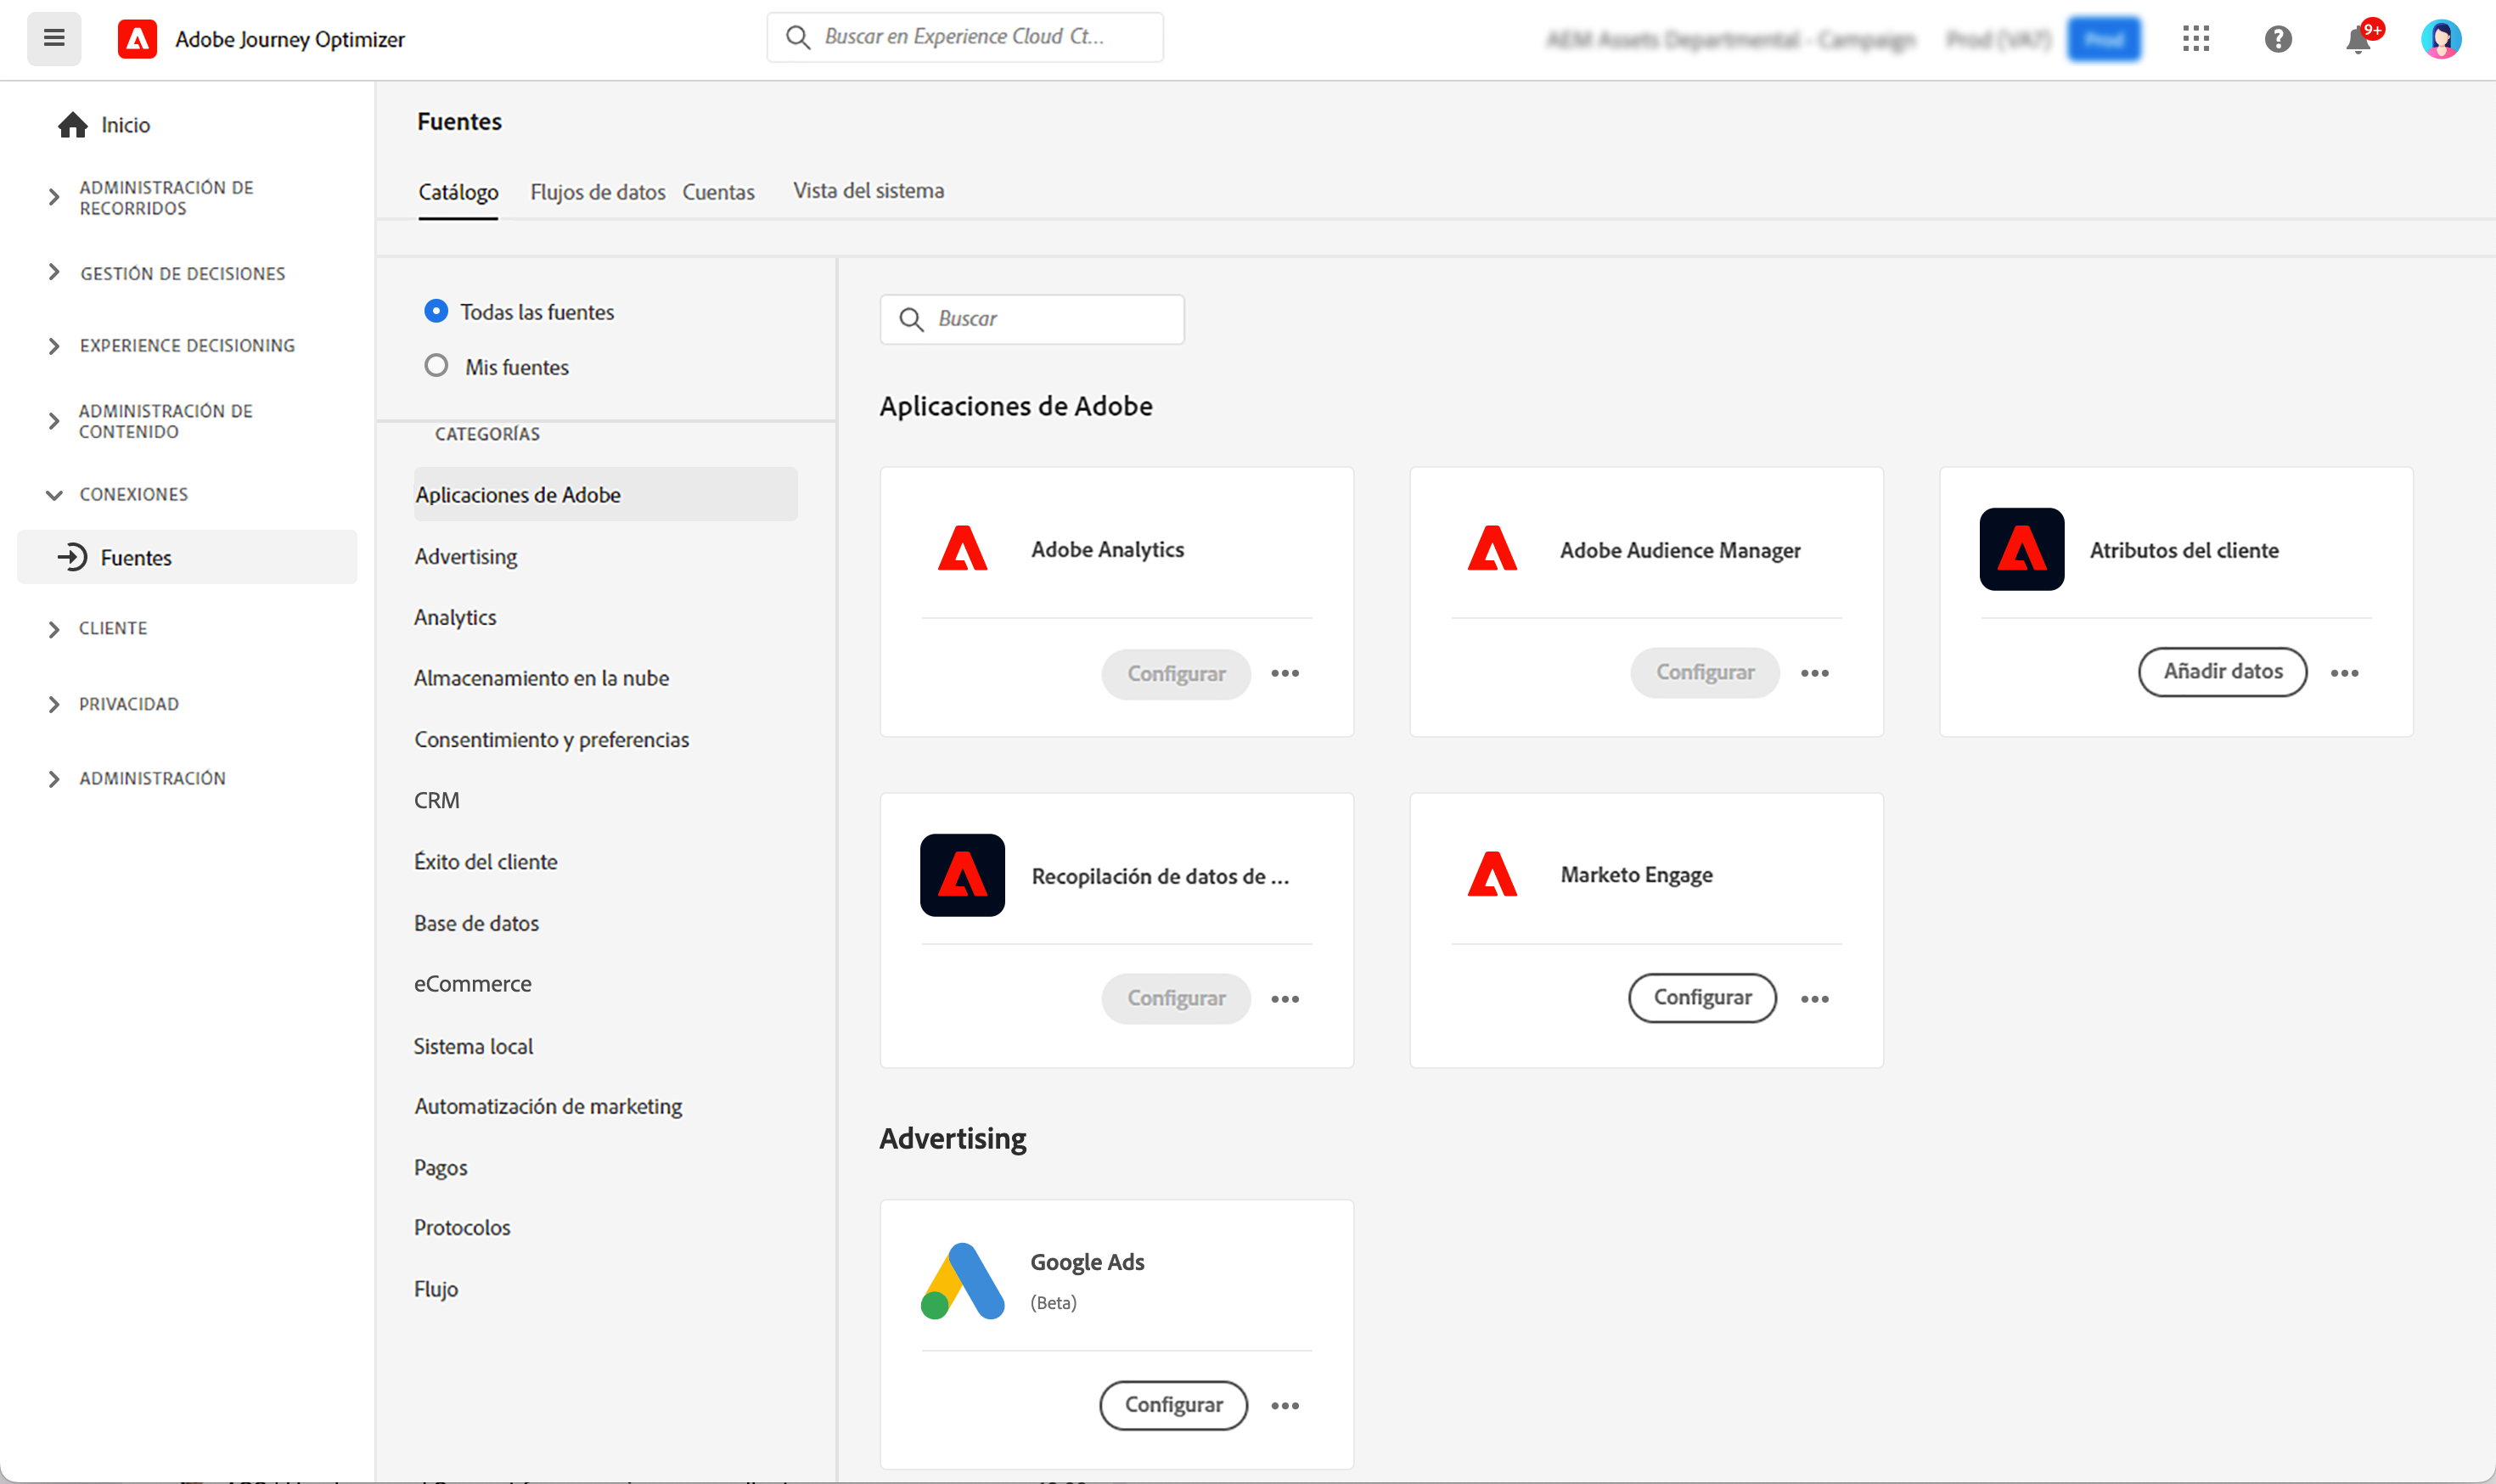 Adobe Journey Optimizer
Buscar en Experience Cloud Ct...
9+
Inicio
ADMINISTRACIÓN DE
RECORRIDOS
GESTIÓN DE DECISIONES
EXPERIENCE DECISIONING
ADMINISTRACIÓN DE
CONTENIDO
CONEXIONES
Fuentes
CLIENTE
PRIVACIDAD
ADMINISTRACIÓN
Fuentes
Catálogo Flujos de datos Cuentas Vista del sistema
Todas las fuentes
Mis fuentes
CATEGORÍAS
Aplicaciones de Adobe
Advertising
Analytics
Almacenamiento en la nube
Consentimiento y preferencias
CRM
Éxito del cliente
Base de datos
eCommerce
Sistema local
Automatización de marketing
Pagos
Protocolos
Flujo
Buscar
Aplicaciones de Adobe
Adobe Analytics
Configurar
Adobe Audience Manager
Configurar
Atributos del cliente
Añadir datos
Recopilación de datos de ...
Configurar
Marketo Engage
Configurar
Advertising
Google Ads
(Beta)
Configurar